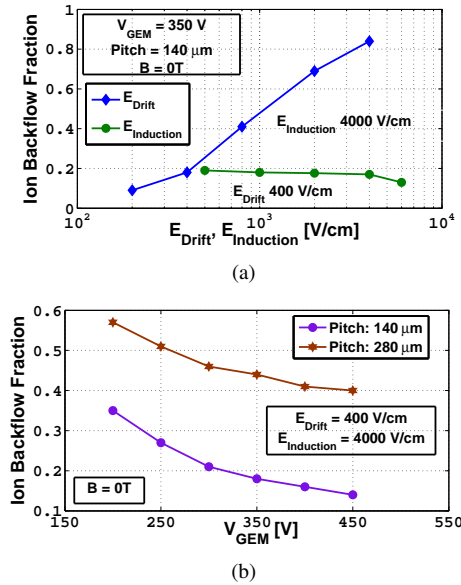 V_GEM = 350 V
Pitch = 140 μm
B = 0T
E_Drift
E_Induction
E_Induction 4000 V/cm
E_Drift 400 V/cm
Ion Backflow Fraction
1
0.8
0.6
0.4
0.2
0
10^2
10^3
10^4
E_Drift, E_Induction [V/cm]
(a)
Ion Backflow Fraction
0.6
0.5
0.4
0.3
0.2
0.1
Pitch: 140 μm
Pitch: 280 μm
E_Drift = 400 V/cm
E_Induction = 4000 V/cm
B = 0T
150
250
350
450
550
V_GEM [V]
(b)